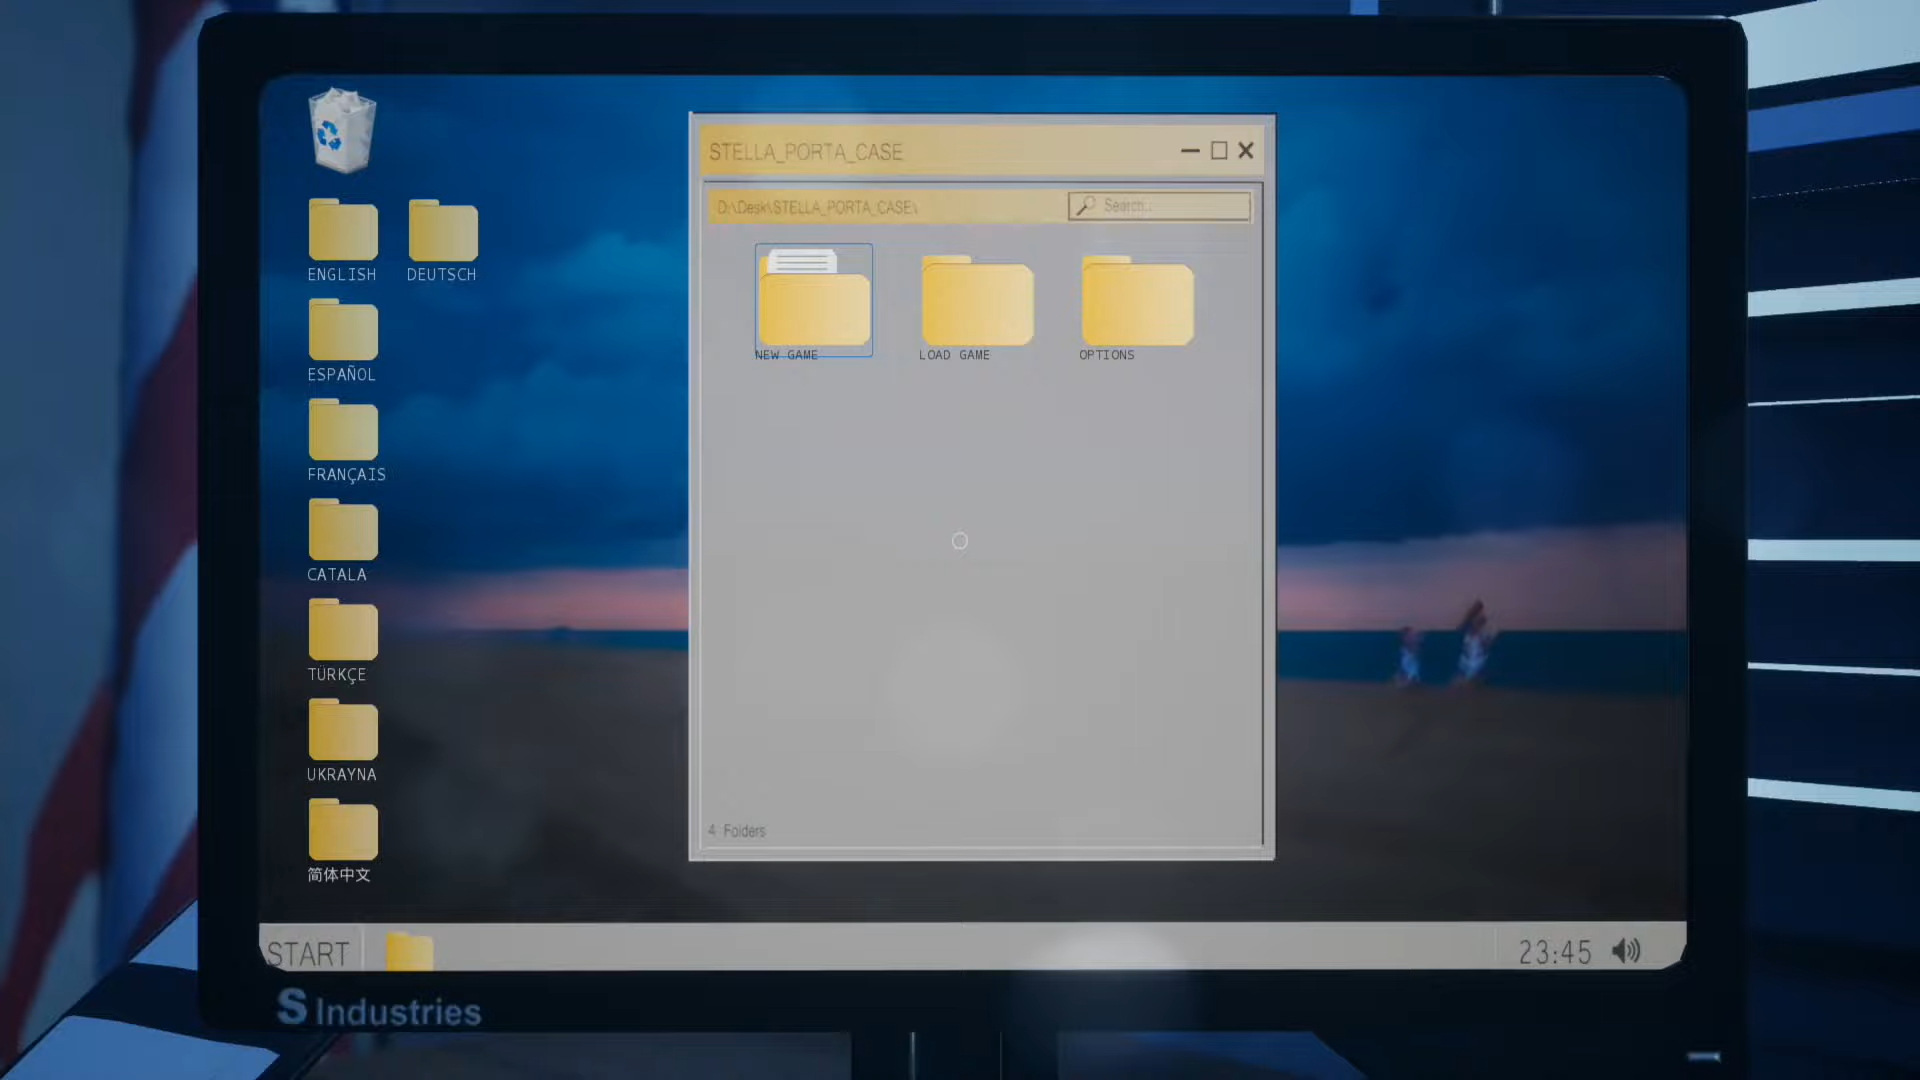 STELLA_PORTA_CASE
D:\Desk\STELLA_PORTA_CASE\
Search..
NEW GAME
LOAD GAME
OPTIONS
4 Folders
ENGLISH
DEUTSCH
ESPAÑOL
FRANÇAIS
CATALA
TÜRKÇE
UKRAYNA
简体中文
START
23:45
S Industries